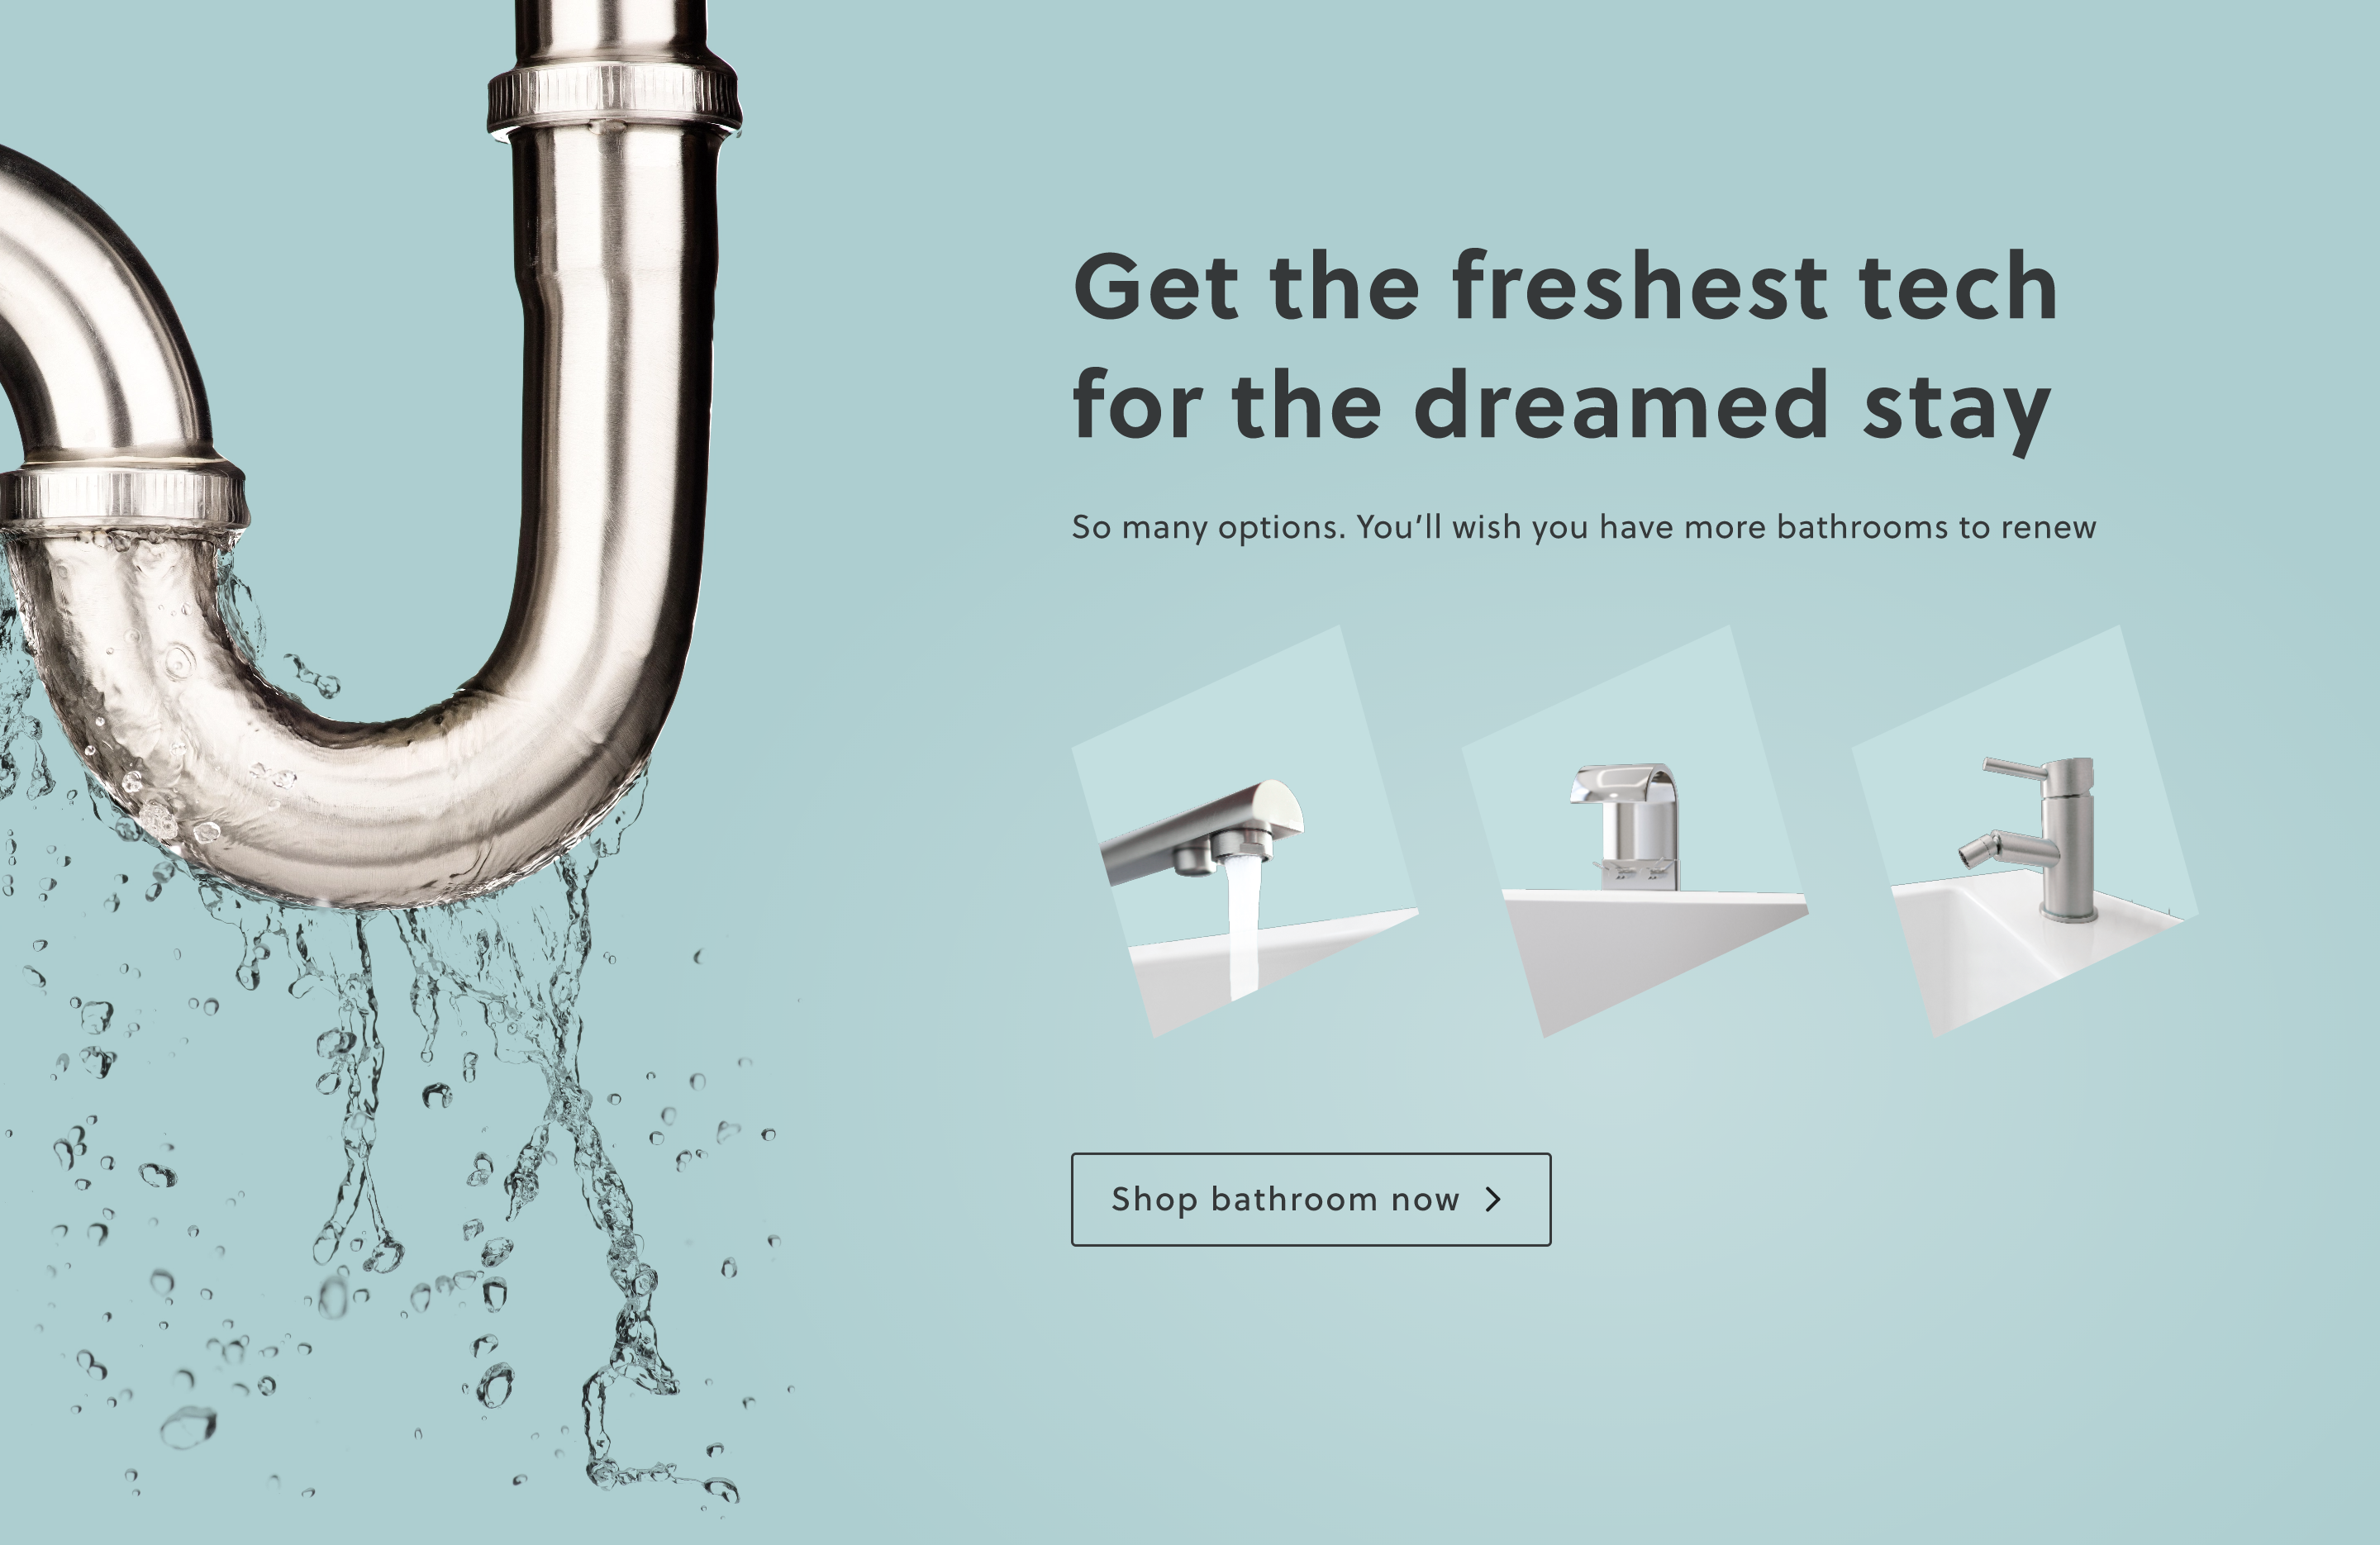 Get the freshest tech
for the dreamed stay
So many options. You’ll wish you have more bathrooms to renew
Shop bathroom now